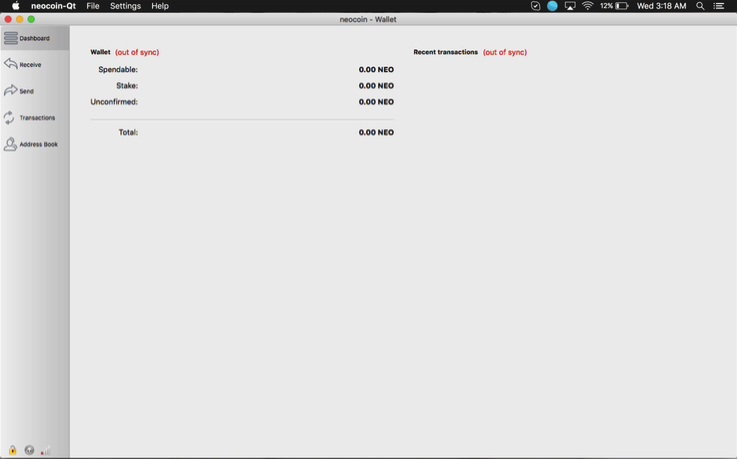 neocoin-Qt File Settings Help 12% Wed 3:18 AM
neocoin - Wallet
Dashboard
Receive
Send
Transactions
Address Book
Wallet (out of sync)
Spendable: 0.00 NEO
Stake: 0.00 NEO
Unconfirmed: 0.00 NEO
Total: 0.00 NEO
Recent transactions (out of sync)